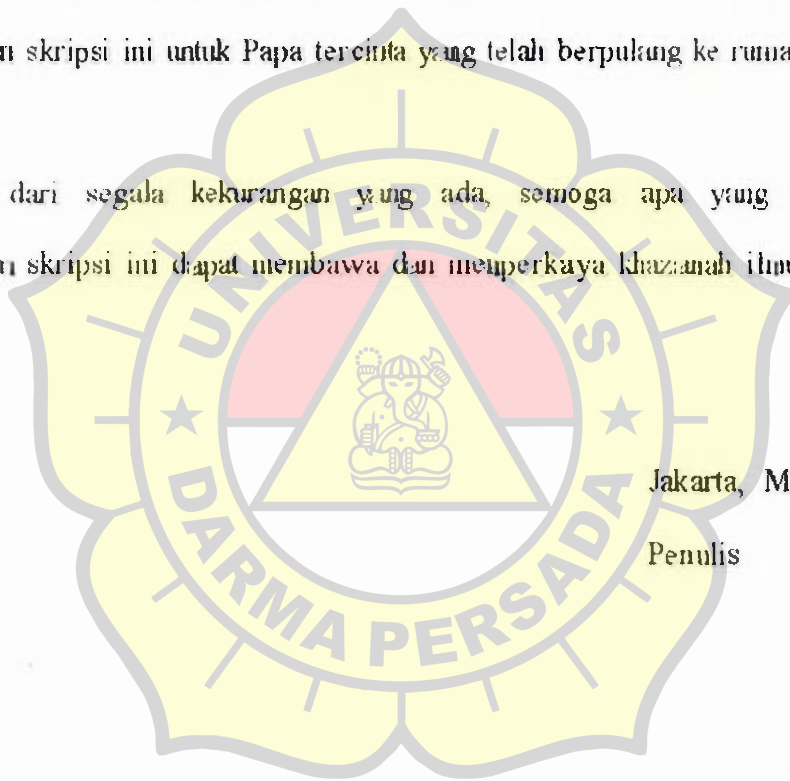 n skripsi ini untuk Papa tercinta yang telah berpulang ke ruma
dari segala kekurangan yang ada, semoga apa yang
n skripsi ini dapat membawa dan memperkaya khazanah ilmu
UNIVERSITAS
DARMA PERSADA
Jakarta, M
Penulis